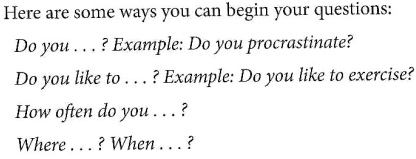 Here are some ways you can begin your questions:
Do you . . . ? Example: Do you procrastinate?
Do you like to . . . ? Example: Do you like to exercise?
How often do you . . . ?
Where . . . ? When . . . ?